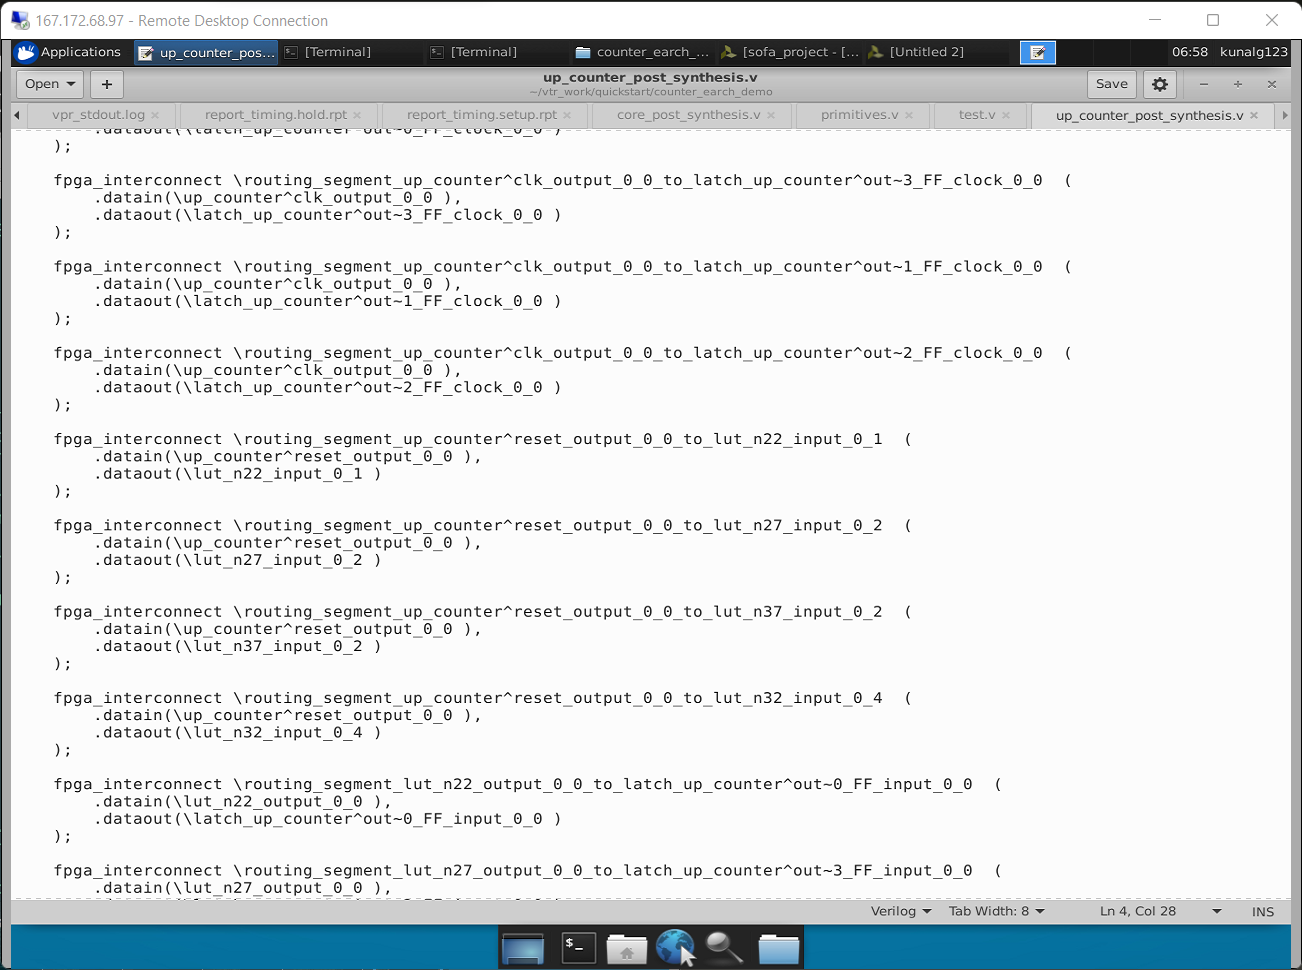 167.172.68.97 - Remote Desktop Connection
Applications
up_counter_pos...
[Terminal]
[Terminal]
counter_earch_...
[sofa_project - [...
[Untitled 2]
06:58 kunalg123
Open
+
up_counter_post_synthesis.v
~/vtr_work/quickstart/counter_earch_demo
Save
vpr_stdout.log
report_timing.hold.rpt
report_timing.setup.rpt
core_post_synthesis.v
primitives.v
test.v
up_counter_post_synthesis.v
.dataout(\latch_up_counter^out~0_FF_clock_0_0 )
);
fpga_interconnect \routing_segment_up_counter^clk_output_0_0_to_latch_up_counter^out~3_FF_clock_0_0  (
.datain(\up_counter^clk_output_0_0 ),
.dataout(\latch_up_counter^out~3_FF_clock_0_0 )
);
fpga_interconnect \routing_segment_up_counter^clk_output_0_0_to_latch_up_counter^out~1_FF_clock_0_0  (
.datain(\up_counter^clk_output_0_0 ),
.dataout(\latch_up_counter^out~1_FF_clock_0_0 )
);
fpga_interconnect \routing_segment_up_counter^clk_output_0_0_to_latch_up_counter^out~2_FF_clock_0_0  (
.datain(\up_counter^clk_output_0_0 ),
.dataout(\latch_up_counter^out~2_FF_clock_0_0 )
);
fpga_interconnect \routing_segment_up_counter^reset_output_0_0_to_lut_n22_input_0_1  (
.datain(\up_counter^reset_output_0_0 ),
.dataout(\lut_n22_input_0_1 )
);
fpga_interconnect \routing_segment_up_counter^reset_output_0_0_to_lut_n27_input_0_2  (
.datain(\up_counter^reset_output_0_0 ),
.dataout(\lut_n27_input_0_2 )
);
fpga_interconnect \routing_segment_up_counter^reset_output_0_0_to_lut_n37_input_0_2  (
.datain(\up_counter^reset_output_0_0 ),
.dataout(\lut_n37_input_0_2 )
);
fpga_interconnect \routing_segment_up_counter^reset_output_0_0_to_lut_n32_input_0_4  (
.datain(\up_counter^reset_output_0_0 ),
.dataout(\lut_n32_input_0_4 )
);
fpga_interconnect \routing_segment_lut_n22_output_0_0_to_latch_up_counter^out~0_FF_input_0_0  (
.datain(\lut_n22_output_0_0 ),
.dataout(\latch_up_counter^out~0_FF_input_0_0 )
);
fpga_interconnect \routing_segment_lut_n27_output_0_0_to_latch_up_counter^out~3_FF_input_0_0  (
.datain(\lut_n27_output_0_0 ),
Verilog
Tab Width: 8
Ln 4, Col 28
INS
$_